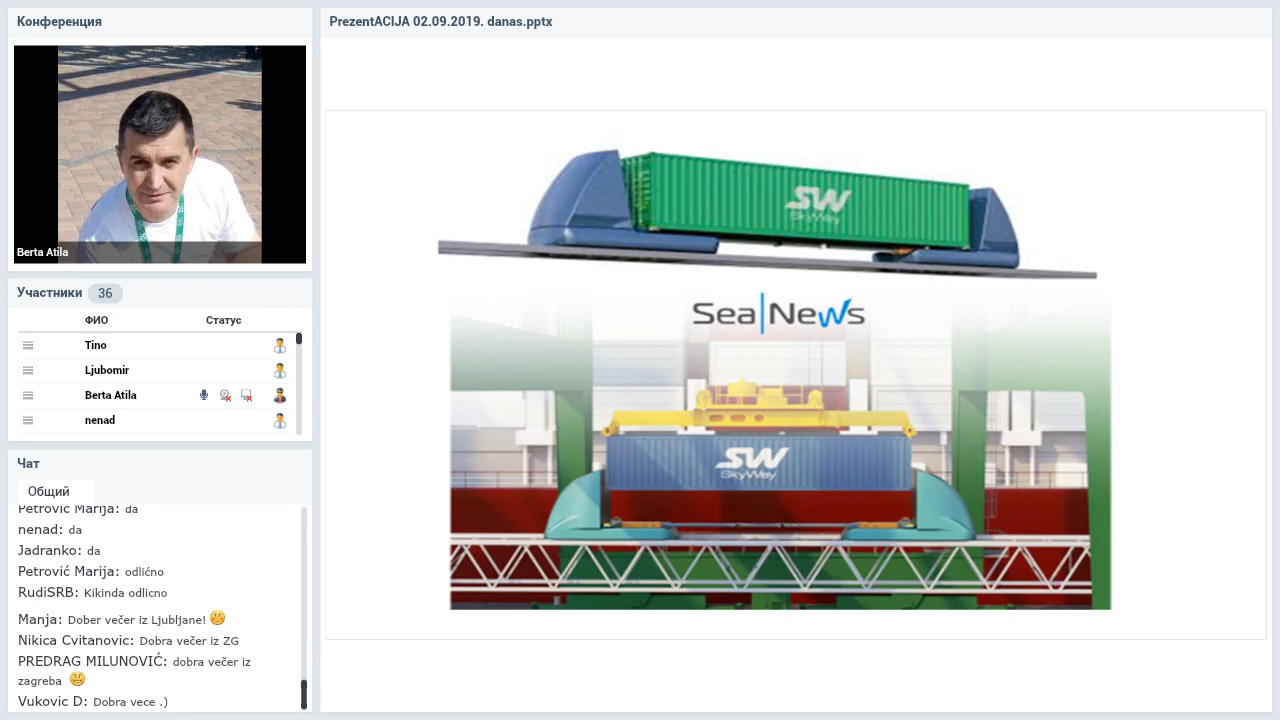 Конференция
Berta Atila
Участники 36
ФИО Статус
Tino
Ljubomir
Berta Atila
nenad
Чат
Общий
Petrovic Marija: da
nenad: da
Jadranko: da
Petrović Marija: odlićno
RudiSRB: Kikinda odlicno
Manja: Dober večer iz Ljubljane!
Nikica Cvitanovic: Dobra večer iz ZG
PREDRAG MILUNOVIĆ: dobra večer iz
zagreba
Vukovic D: Dobra vece .)
PrezentACIJA 02.09.2019. danas.pptx
SW
SkyWay
Sea|News
SW
SkyWay